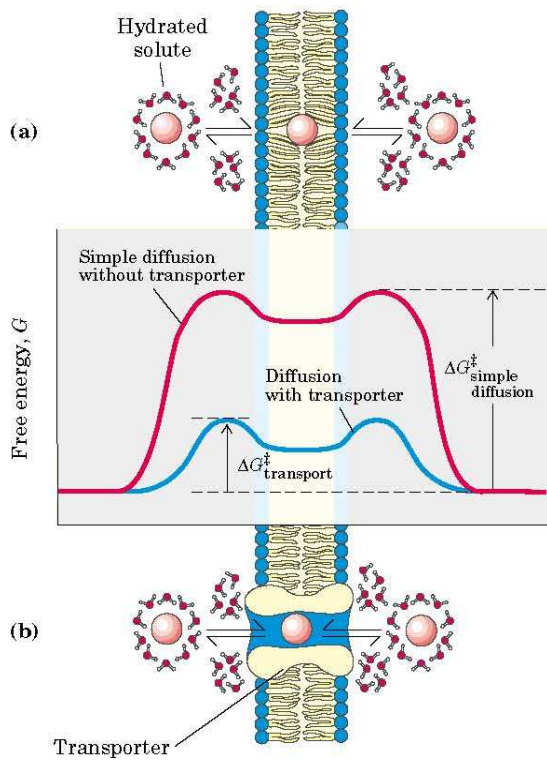 Hydrated
solute
(a)
Simple diffusion
without transporter
Free energy, G
ΔG‡simple
diffusion
Diffusion
with transporter
ΔG‡transport
(b)
Transporter